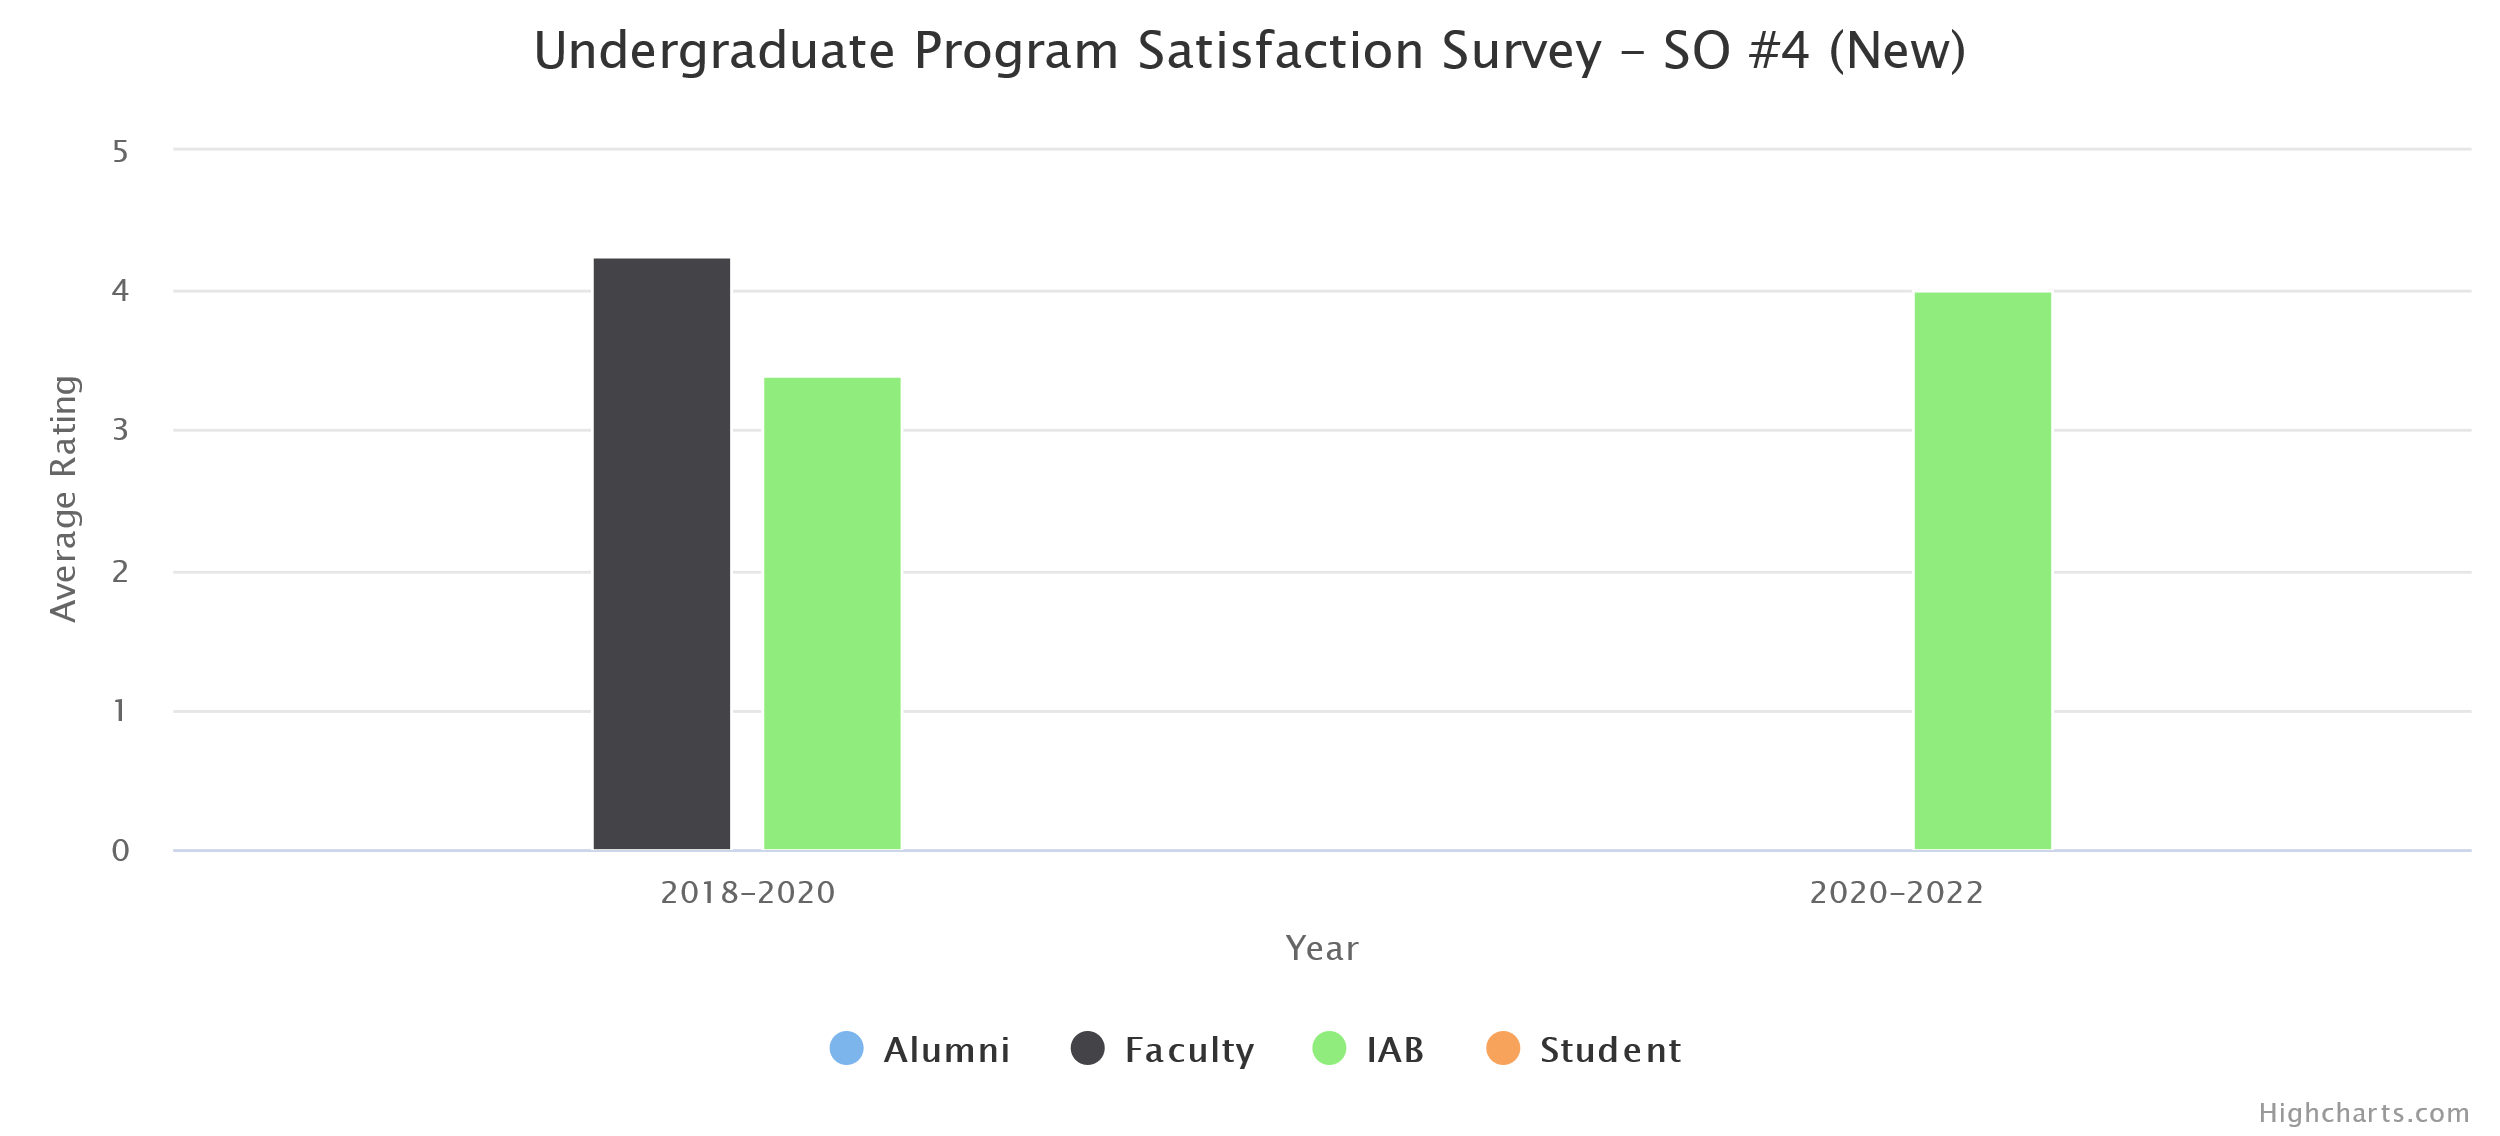 Undergraduate Program Satisfaction Survey – SO #4 (New)
5
4
3
2
1
0
Average Rating
2018–2020 2020–2022
Year
Alumni Faculty IAB Student
Highcharts.com